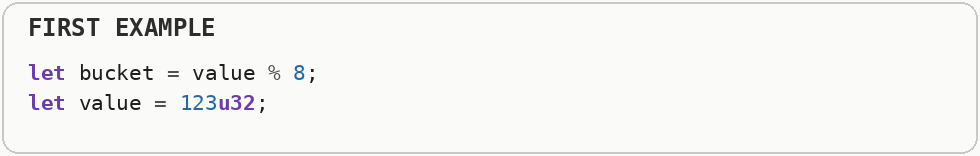 FIRST EXAMPLE
let bucket = value % 8;
let value = 123u32;